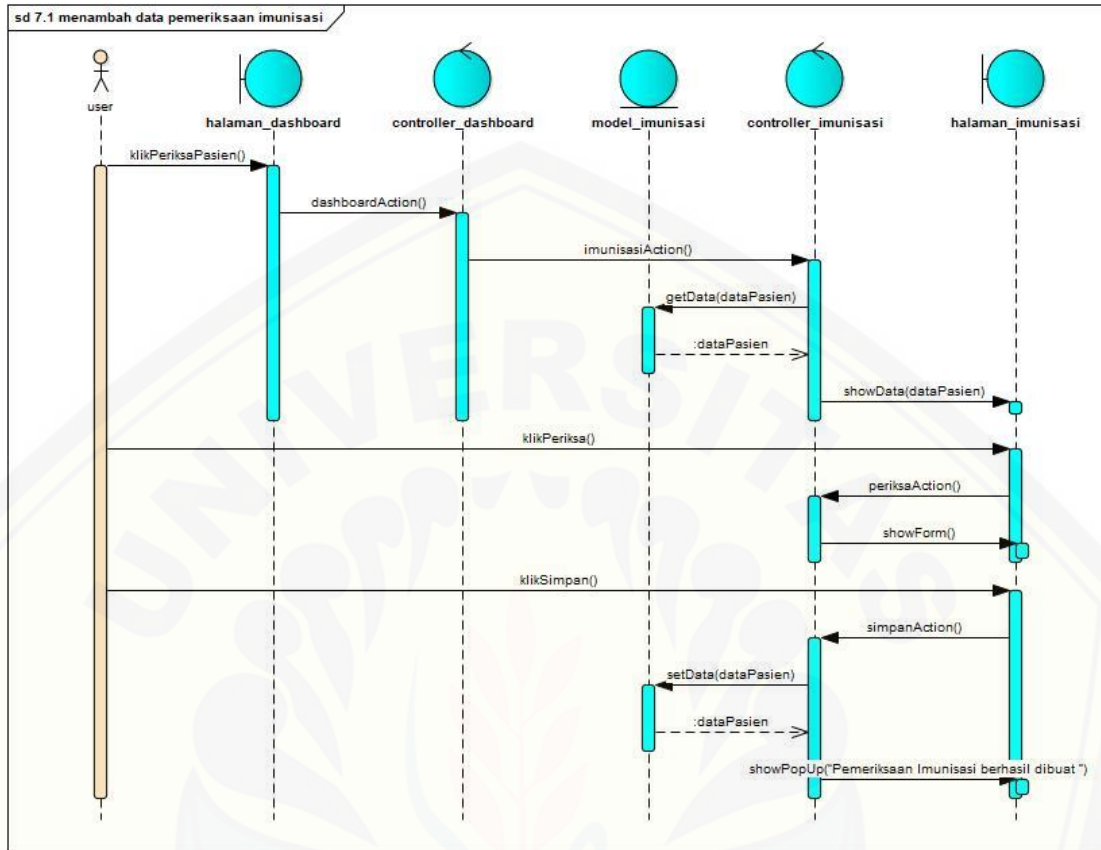 sd 7.1 menambah data pemeriksaan imunisasi
user
halaman_dashboard
controller_dashboard
model_imunisasi
controller_imunisasi
halaman_imunisasi
klikPeriksaPasien()
dashboardAction()
imunisasiAction()
getData(dataPasien)
:dataPasien
showData(dataPasien)
klikPeriksa()
periksaAction()
showForm()
klikSimpan()
simpanAction()
setData(dataPasien)
:dataPasien
showPopUp("Pemeriksaan Imunisasi berhasil dibuat ")
UNIVERSITAS